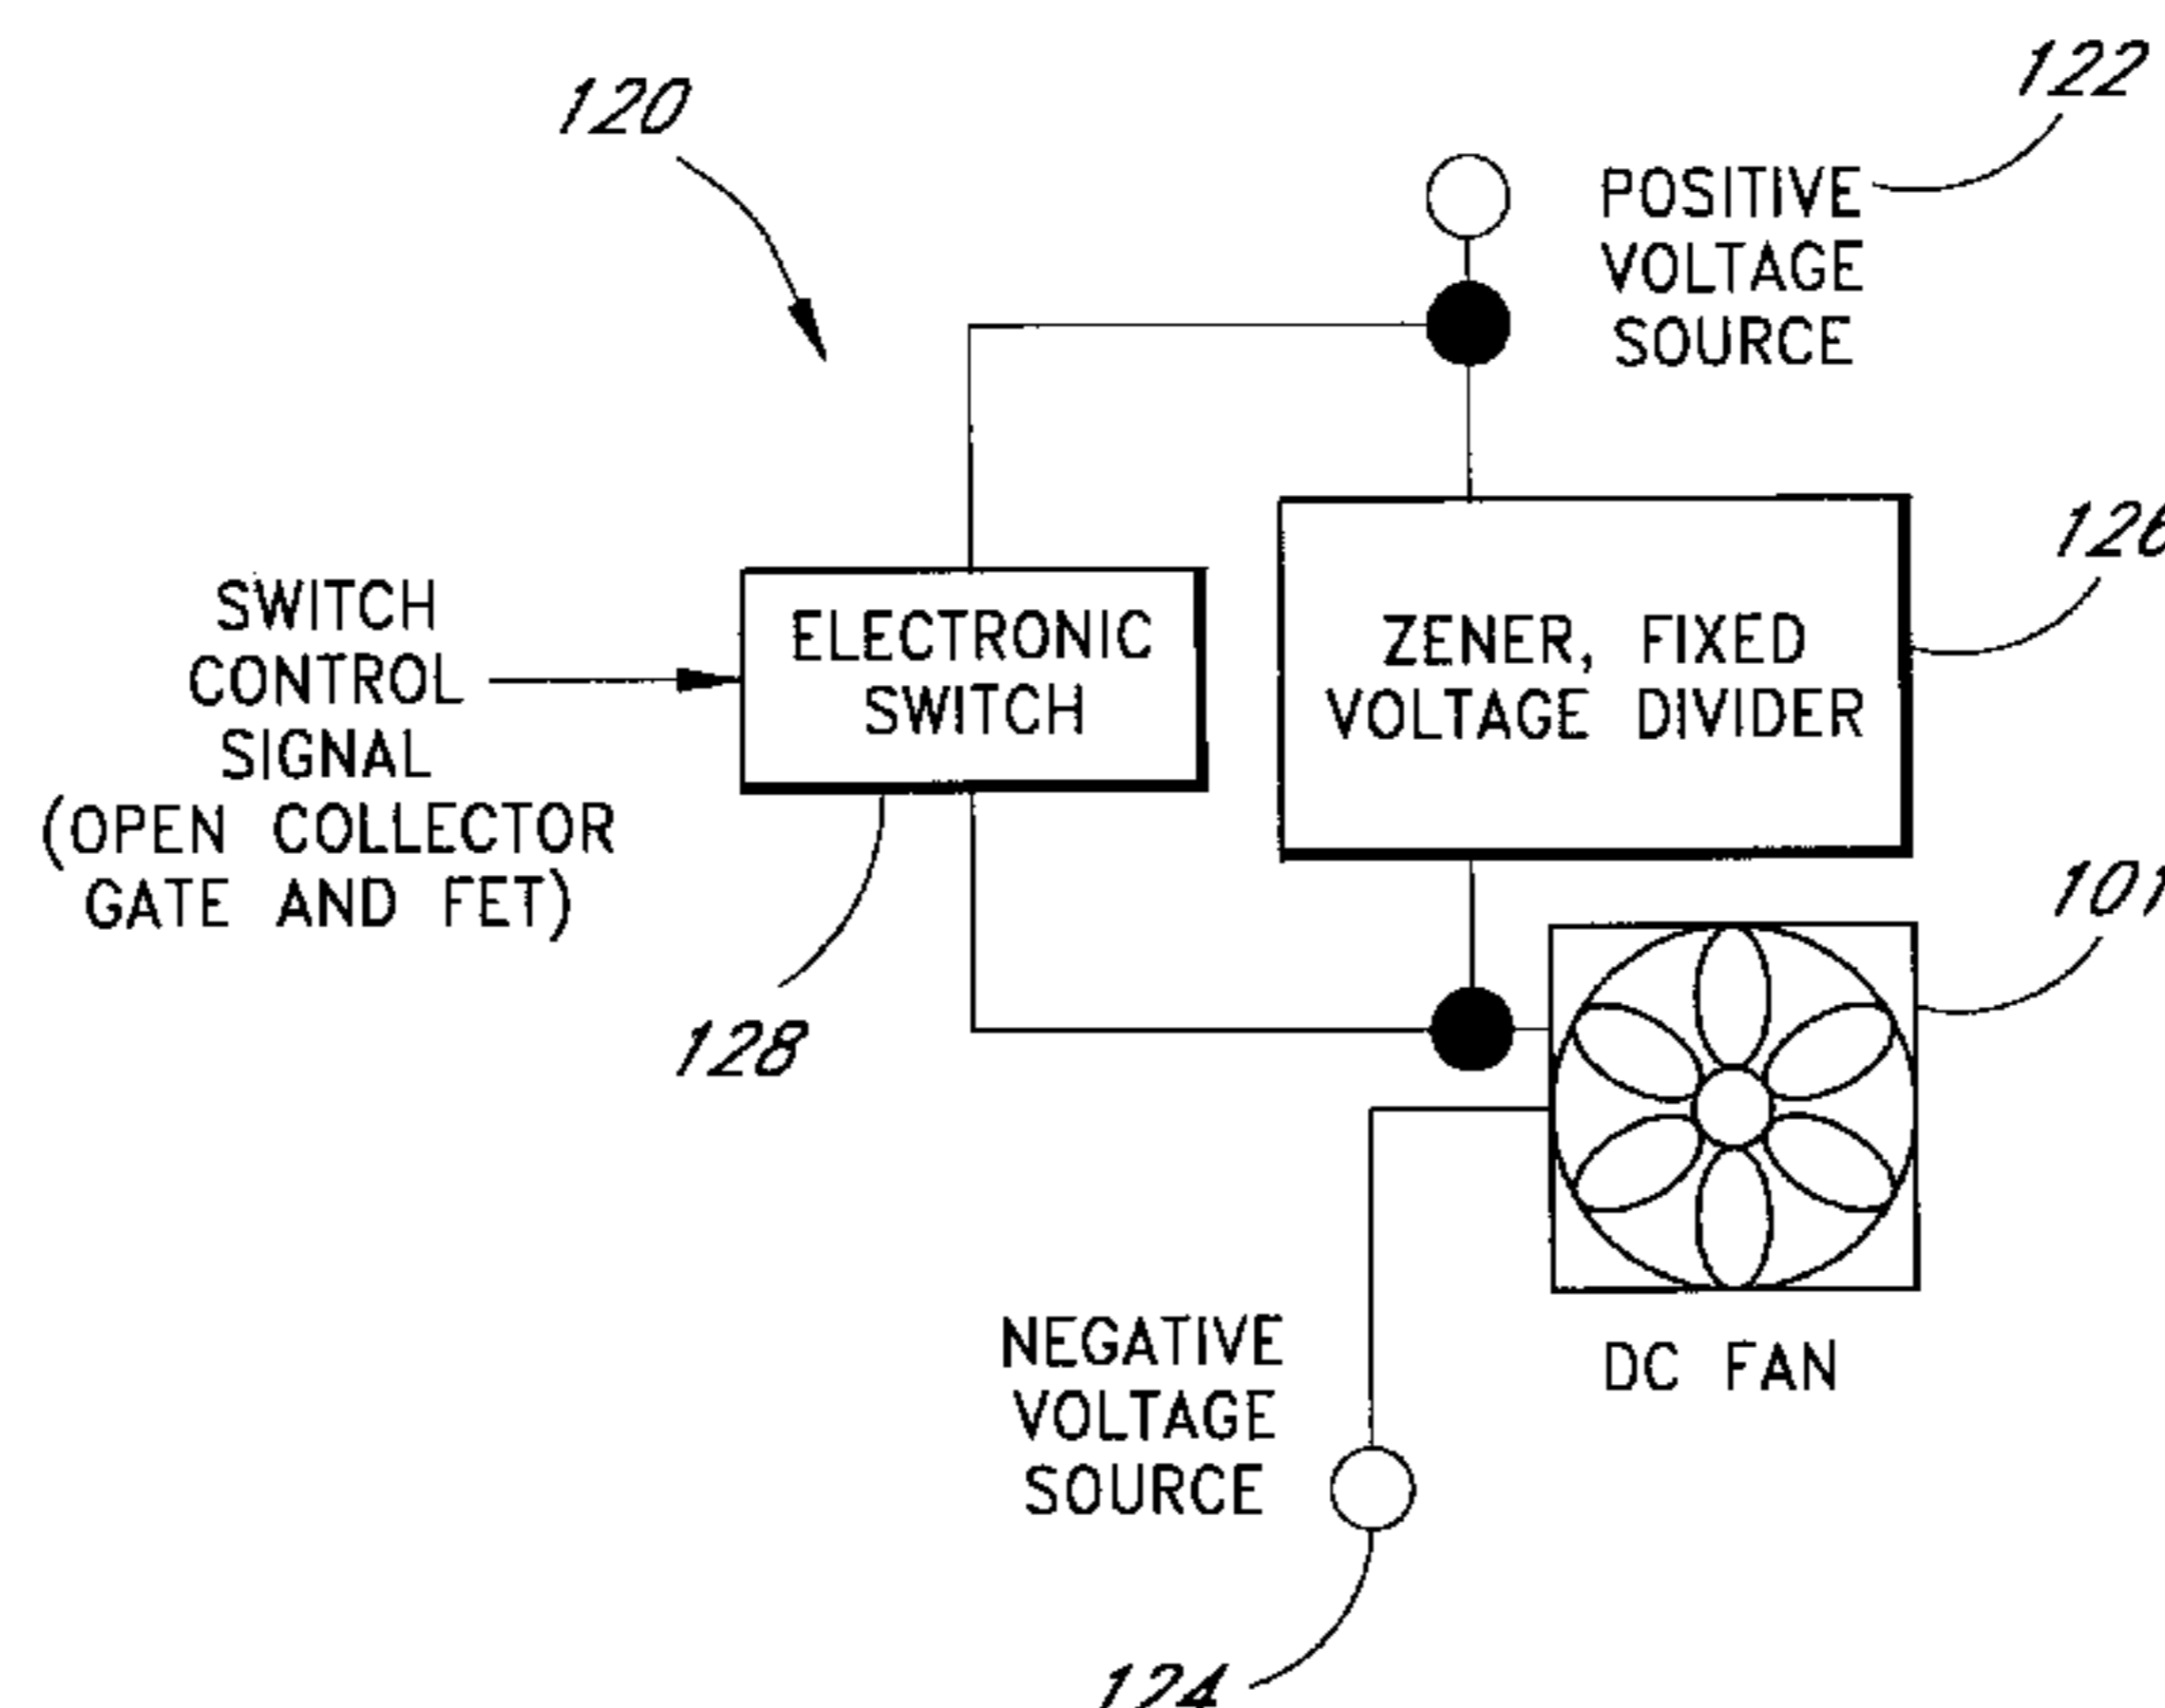 120
122
POSITIVE
VOLTAGE
SOURCE
126
SWITCH
CONTROL
SIGNAL
(OPEN COLLECTOR
GATE AND FET)
ELECTRONIC
SWITCH
ZENER, FIXED
VOLTAGE DIVIDER
101
128
DC FAN
NEGATIVE
VOLTAGE
SOURCE
124